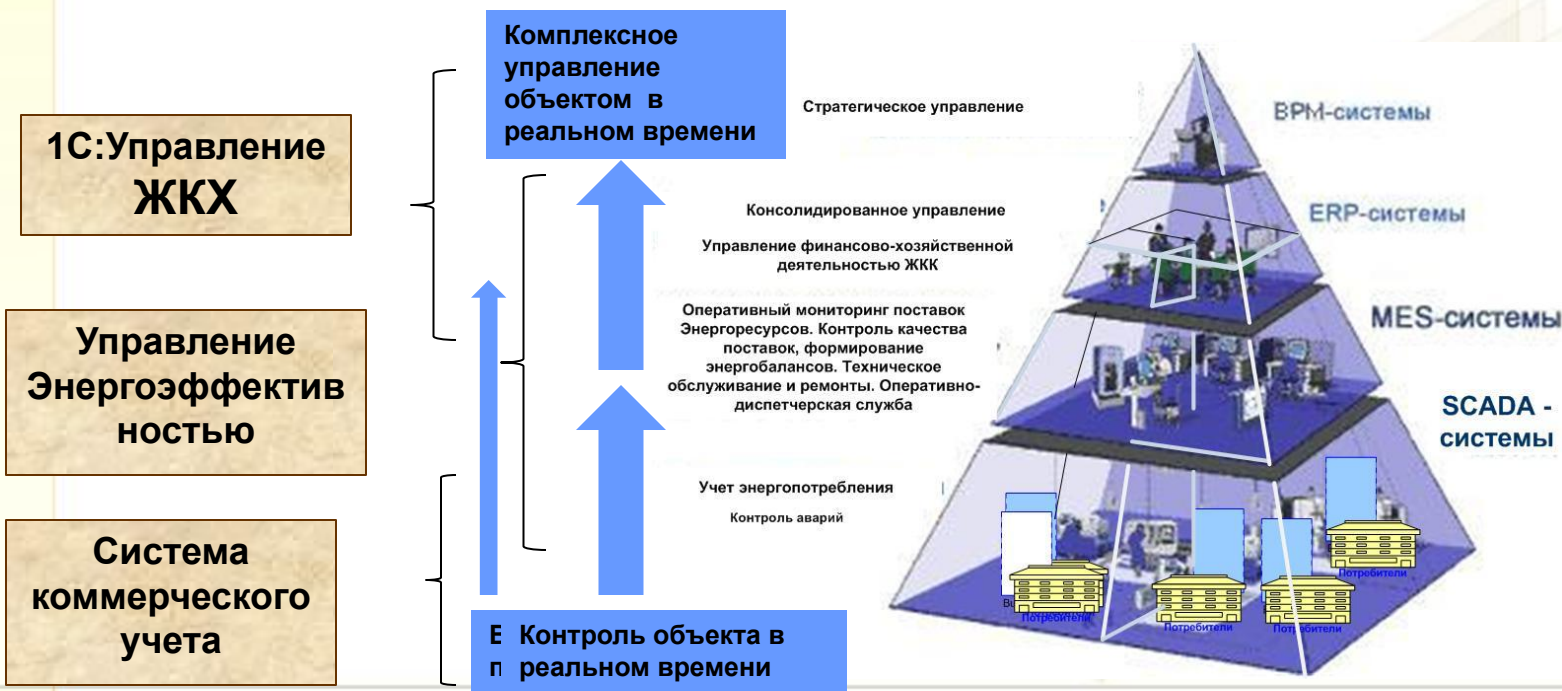 1С:Управление
ЖКХ
Управление
Энергоэффектив
ностью
Система
коммерческого
учета
Комплексное
управление
объектом в
реальном времени
Е Контроль объекта в
п реальном времени
Стратегическое управление
Консолидированное управление
Управление финансово-хозяйственной
деятельностью ЖКК
Оперативный мониторинг поставок
Энергоресурсов. Контроль качества
поставок, формирование
энергобалансов. Техническое
обслуживание и ремонты. Оперативно-
диспетчерская служба
Учет энергопотребления
Контроль аварий
BPM-системы
ERP-системы
MES-системы
SCADA -
системы
Потребители
Потребители
Потребители
Потребители